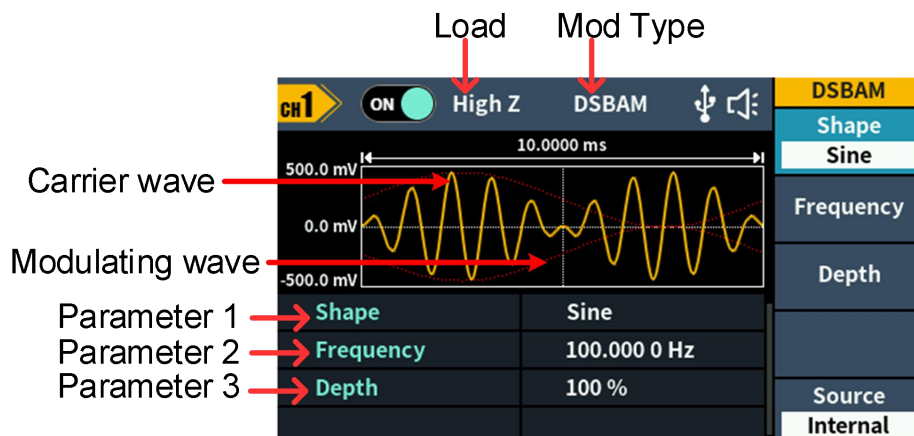 Load Mod Type
CH1 ON High Z DSBAM DSBAM
Shape
Sine
10.0000 ms
500.0 mV
Carrier wave
Frequency
0.0 mV
Modulating wave
Depth
-500.0 mV
Parameter 1 Shape Sine
Parameter 2 Frequency 100.000 0 Hz
Parameter 3 Depth 100 %
Source
Internal